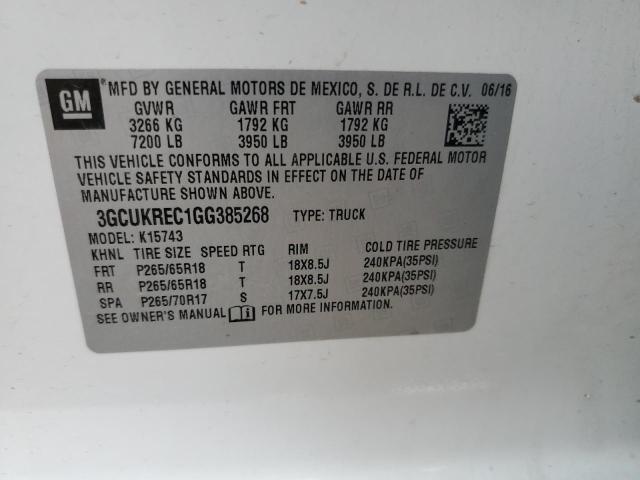 GM ® MFD BY GENERAL MOTORS DE MEXICO, S. DE R.L. DE C.V. 06/16
GVWR GAWR FRT GAWR RR
3266 KG 1792 KG 1792 KG
7200 LB 3950 LB 3950 LB
THIS VEHICLE CONFORMS TO ALL APPLICABLE U.S. FEDERAL MOTOR
VEHICLE SAFETY STANDARDS IN EFFECT ON THE DATE OF
MANUFACTURE SHOWN ABOVE.
3GCUKREC1GG385268 TYPE: TRUCK
MODEL: K15743
KHNL TIRE SIZE SPEED RTG RIM COLD TIRE PRESSURE
FRT P265/65R18 T 18X8.5J 240KPA(35PSI)
RR P265/65R18 T 18X8.5J 240KPA(35PSI)
SPA P265/70R17 S 17X7.5J 240KPA(35PSI)
SEE OWNER'S MANUAL FOR MORE INFORMATION.